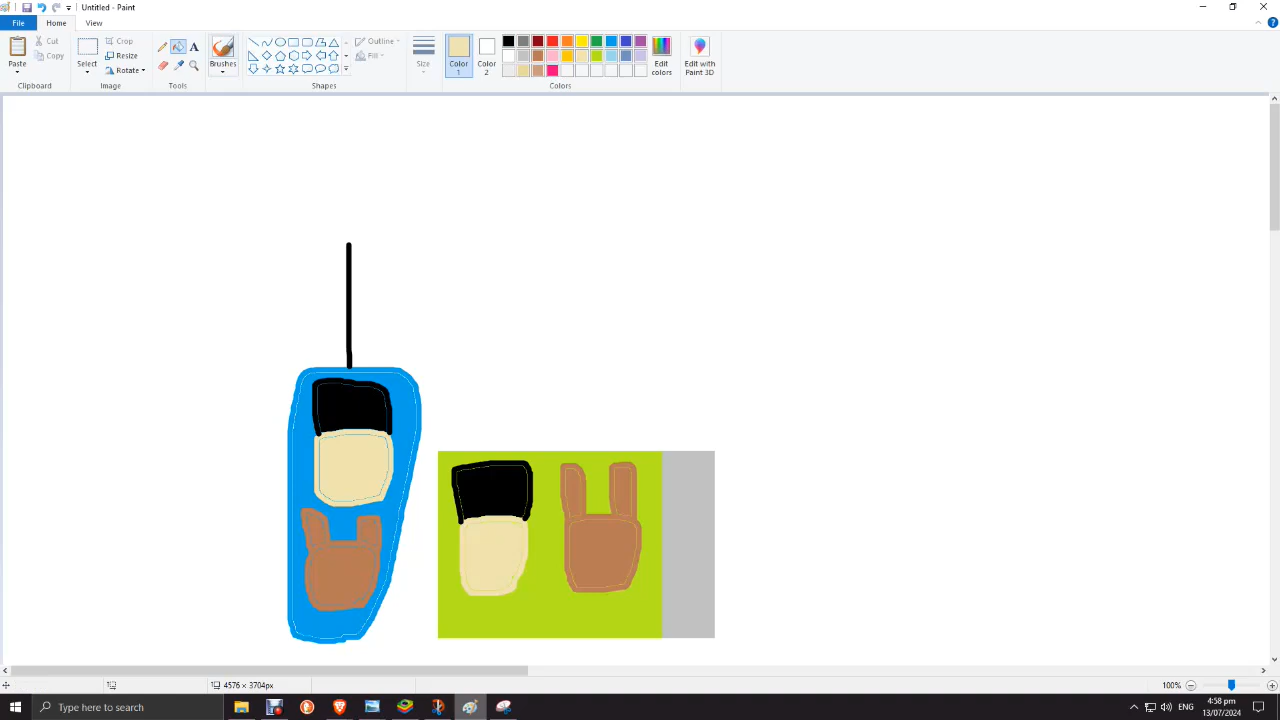 Untitled - Paint
File
Home
View
Paste
Cut
Copy
Clipboard
Select
Crop
Resize
Rotate
Image
A
Tools
Brushes
Shapes
Outline
Fill
Size
Color
1
Color
2
Edit
colors
Colors
Edit with
Paint 3D
4576 × 3704px
100%
Type here to search
ENG
4:58 pm
13/07/2024